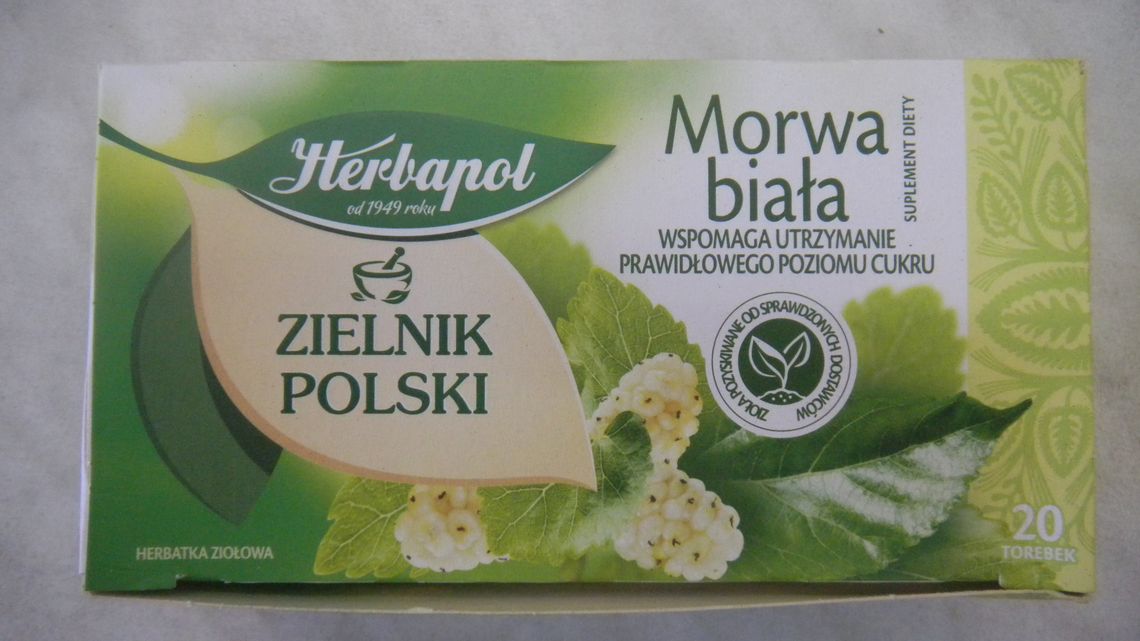 Herbapol
od 1949 roku
ZIELNIK
POLSKI
HERBATKA ZIOŁOWA
Morwa
biała
SUPLEMENT DIETY
WSPOMAGA UTRZYMANIE
PRAWIDŁOWEGO POZIOMU CUKRU
ZIOŁA POZYSKIWANE OD SPRAWDZONYCH DOSTAWCÓW
20
TOREBEK